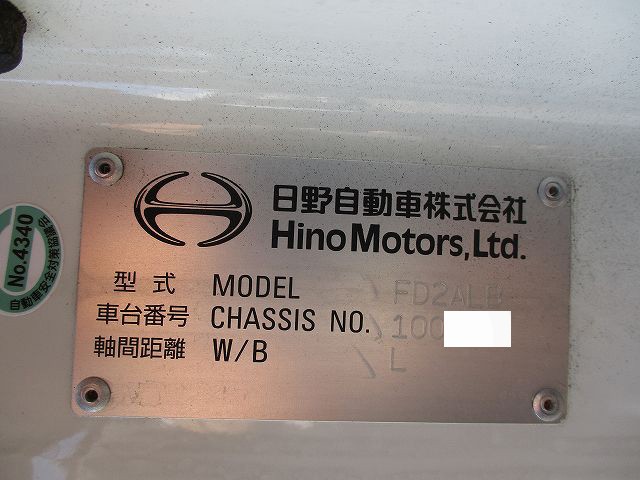 日野自動車株式会社
Hino Motors, Ltd.
型式 MODEL FD2ALB
車台番号 CHASSIS NO. 100
軸間距離 W/B L
No.4340